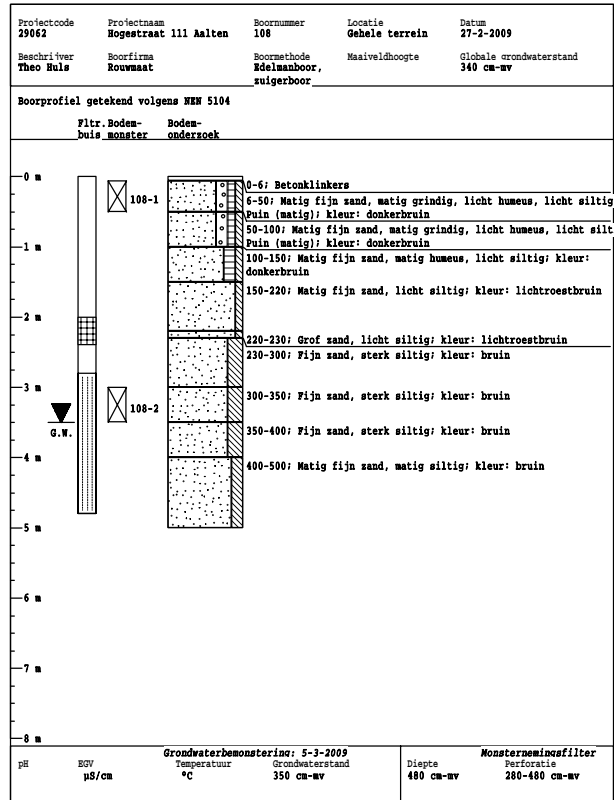 Projectcode Projectnaam Boornummer Locatie Datum
29062 Hogestraat 111 Aalten 108 Gehele terrein 27-2-2009
Beschrijver Boorfirma Boormethode Maaiveldhoogte Globale grondwaterstand
Theo Huls Rouwmaat Edelmanboor, 340 cm-mv
zuigerboor
Boorprofiel getekend volgens NEN 5104
Fltr. Bodem- Bodem-
buis monster onderzoek
0 m
0-6; Betonklinkers
108-1
6-50; Matig fijn zand, matig grindig, licht humeus, licht siltig
Puin (matig); kleur: donkerbruin
50-100; Matig fijn zand, matig grindig, licht humeus, licht silt
Puin (matig); kleur: donkerbruin
1 m
100-150; Matig fijn zand, matig humeus, licht siltig; kleur:
donkerbruin
150-220; Matig fijn zand, licht siltig; kleur: lichtroestbruin
2 m
220-230; Grof zand, licht siltig; kleur: lichtroestbruin
230-300; Fijn zand, sterk siltig; kleur: bruin
3 m
300-350; Fijn zand, sterk siltig; kleur: bruin
108-2
G.W.
350-400; Fijn zand, sterk siltig; kleur: bruin
4 m
400-500; Matig fijn zand, matig siltig; kleur: bruin
5 m
6 m
7 m
8 m
Grondwaterbemonstering: 5-3-2009 Monsternemingsfilter
pH EGV Temperatuur Grondwaterstand Diepte Perforatie
µS/cm °C 350 cm-mv 480 cm-mv 280-480 cm-mv